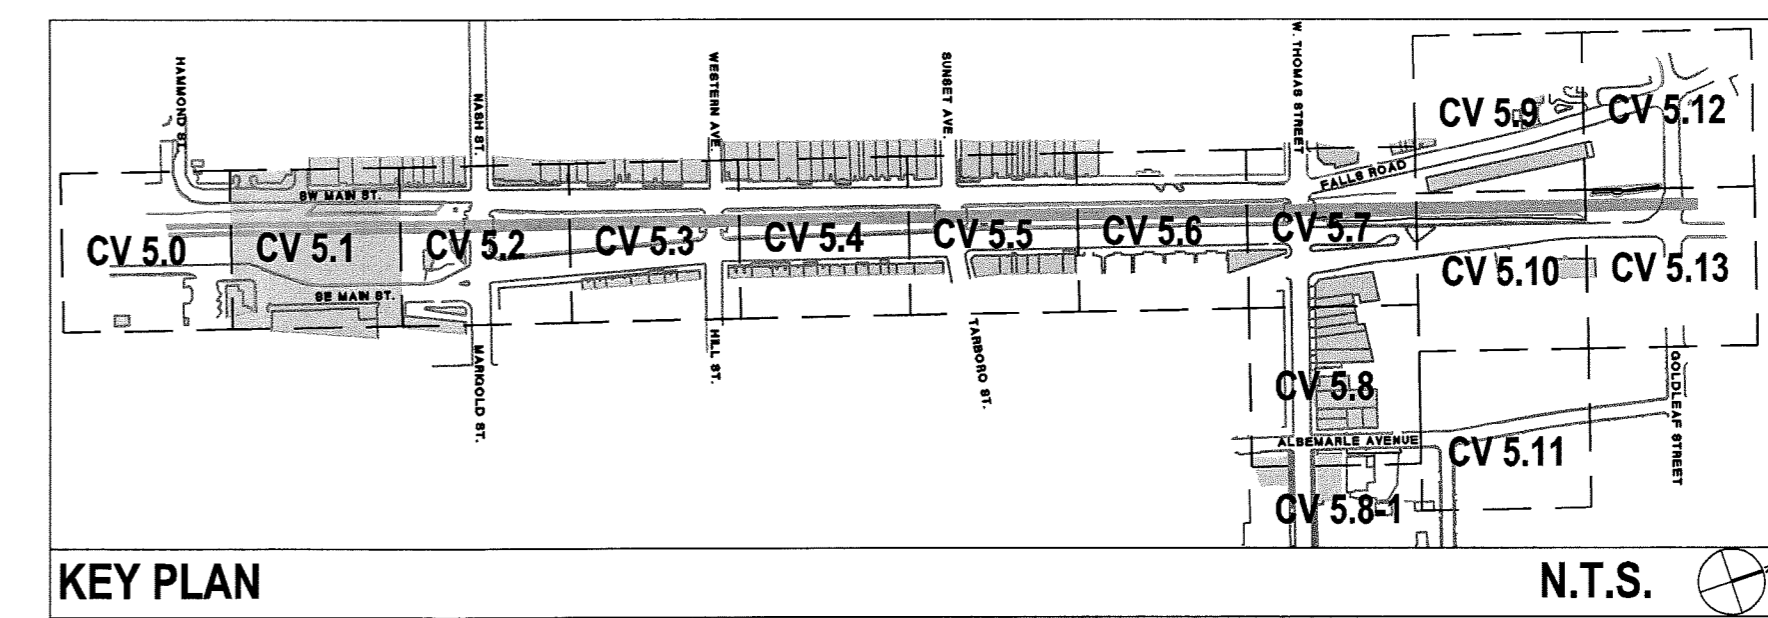 HAMMOND ST.
NASH ST.
WESTERN AVE.
SUNSET AVE.
W. THOMAS STREET
CV 5.9
CV 5.12
FALLS ROAD
SW MAIN ST.
CV 5.0
CV 5.1
CV 5.2
CV 5.3
CV 5.4
CV 5.5
CV 5.6
CV 5.7
CV 5.10
CV 5.13
SE MAIN ST.
MARIGOLD ST.
HILL ST.
TARBORO ST.
CV 5.8
GOLDLEAF STREET
ALBEMARLE AVENUE
CV 5.11
CV 5.8-1
KEY PLAN
N.T.S.